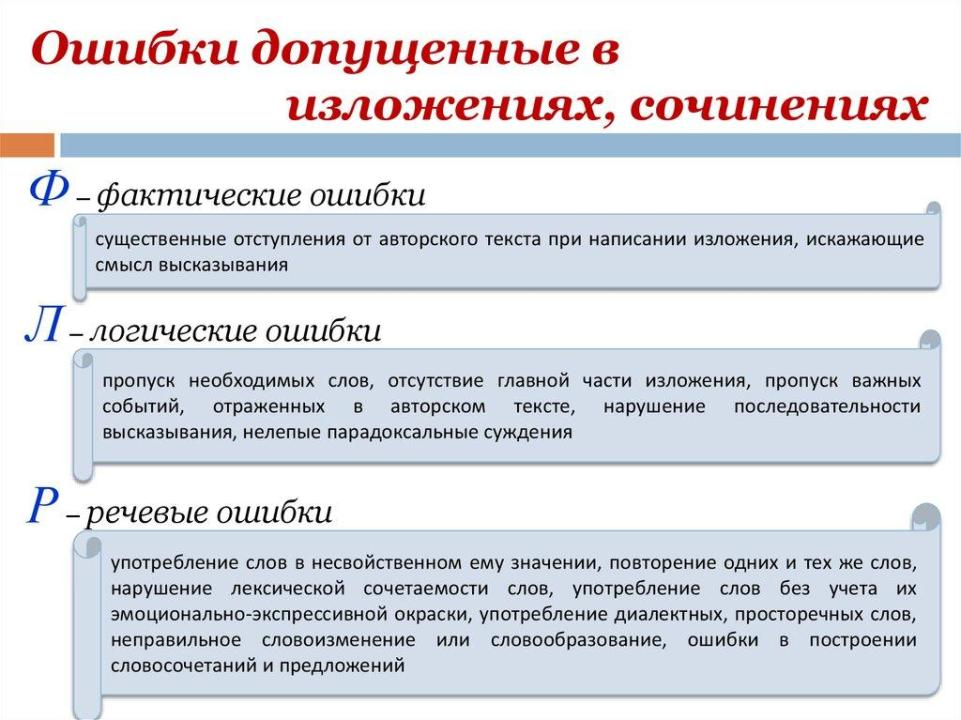 Ошибки допущенные в
изложениях, сочинениях
Ф – фактические ошибки
существенные отступления от авторского текста при написании изложения, искажающие
смысл высказывания
Л – логические ошибки
пропуск необходимых слов, отсутствие главной части изложения, пропуск важных
событий, отраженных в авторском тексте, нарушение последовательности
высказывания, нелепые парадоксальные суждения
Р – речевые ошибки
употребление слов в несвойственном ему значении, повторение одних и тех же слов,
нарушение лексической сочетаемости слов, употребление слов без учета их
эмоционально-экспрессивной окраски, употребление диалектных, просторечных слов,
неправильное словоизменение или словообразование, ошибки в построении
словосочетаний и предложений